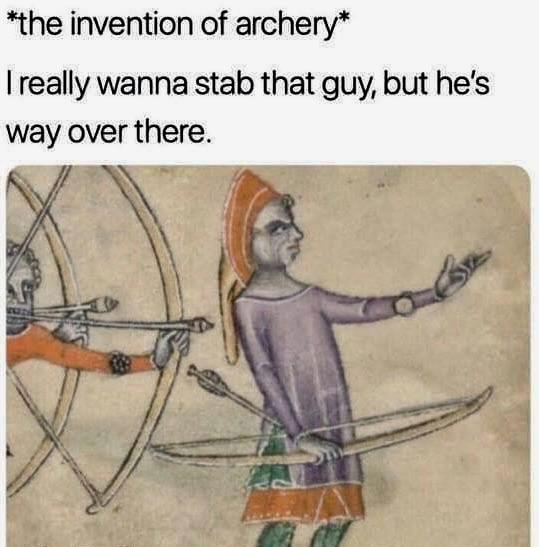 *the invention of archery*
I really wanna stab that guy, but he's
way over there.